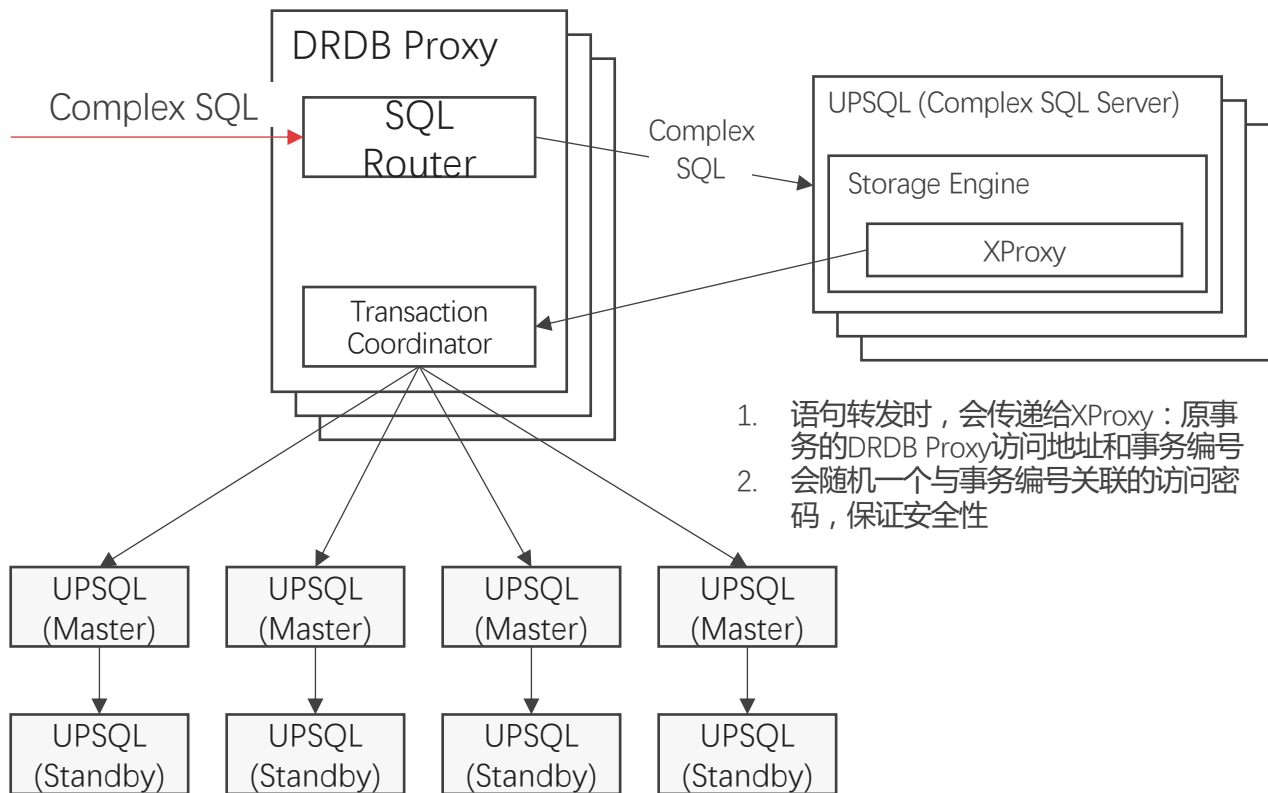 DRDB Proxy
Complex SQL
SQL
Router
Complex
SQL
UPSQL (Complex SQL Server)
Storage Engine
XProxy
Transaction
Coordinator
1. 语句转发时，会传递给XProxy：原事
务的DRDB Proxy访问地址和事务编号
2. 会随机一个与事务编号关联的访问密
码，保证安全性
UPSQL
(Master)
UPSQL
(Master)
UPSQL
(Master)
UPSQL
(Master)
UPSQL
(Standby)
UPSQL
(Standby)
UPSQL
(Standby)
UPSQL
(Standby)